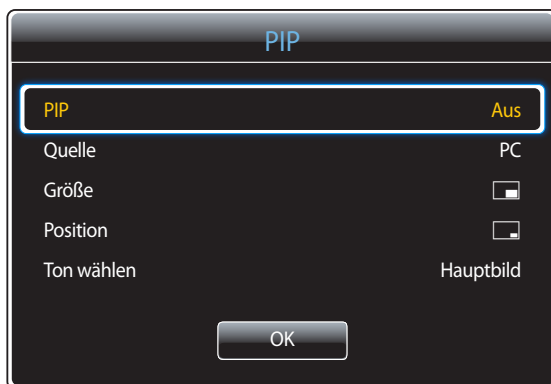 PIP
PIP Aus
Quelle PC
Größe
Position
Ton wählen Hauptbild
OK